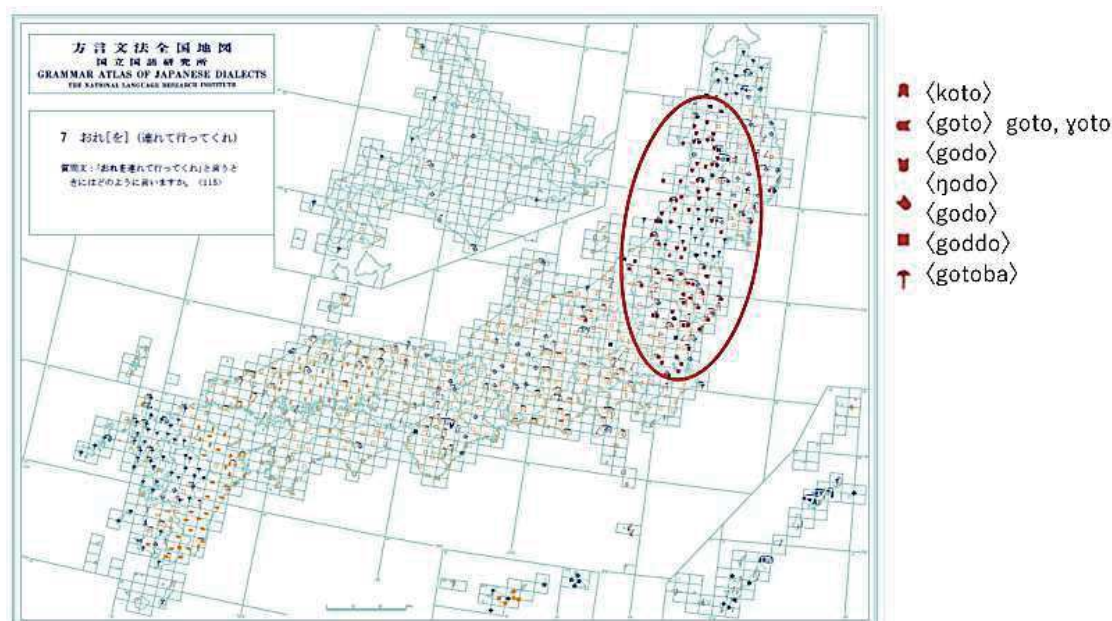 方言文法全国地図
国立国語研究所
GRAMMAR ATLAS OF JAPANESE DIALECTS
THE NATIONAL LANGUAGE RESEARCH INSTITUTE
7 おれ[を](連れて行ってくれ)
質問文:「おれを連れて行ってくれ」と言うと
きにはどのように言いますか。(115)
〈koto〉
〈goto〉 goto, ɣoto
〈godo〉
〈ŋodo〉
〈godo〉
〈goddo〉
〈gotoba〉